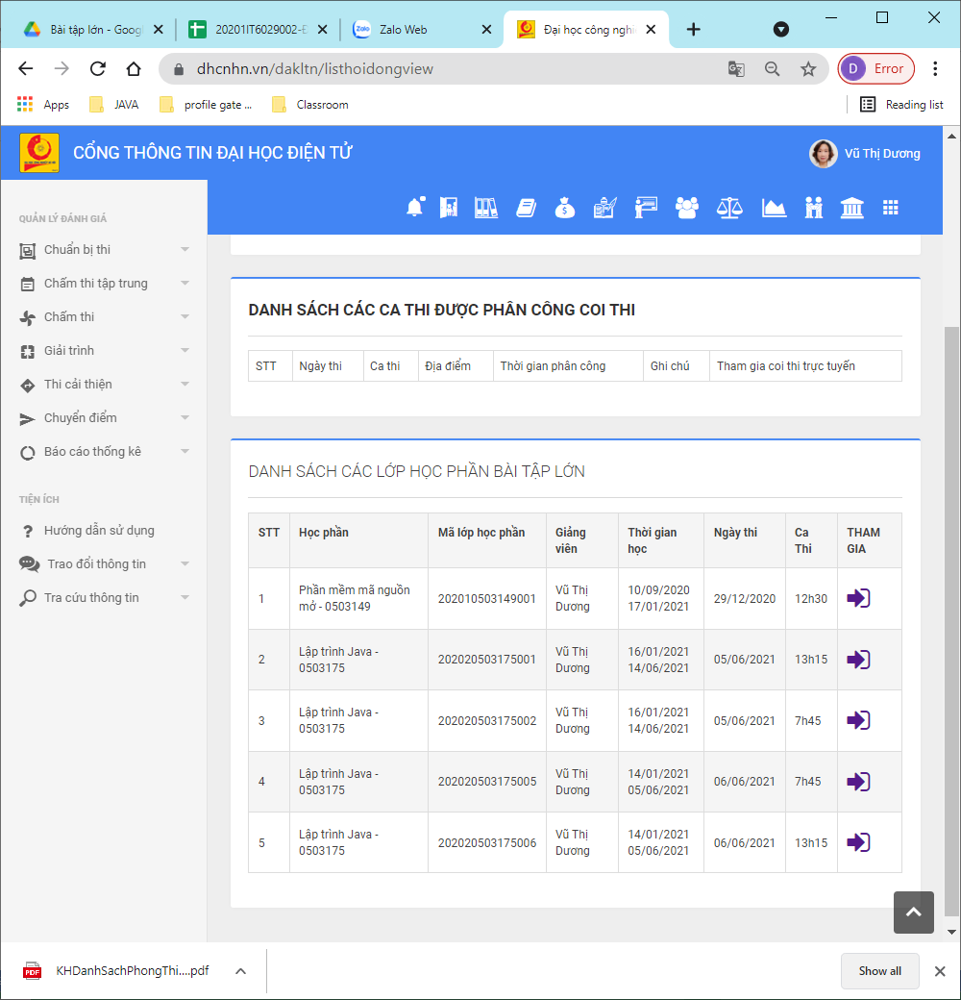 Bài tập lớn - Goog
20201IT6029002-Đ
Zalo Web
Đại học công nghi
dhcnhn.vn/dakltn/listhoidongview
D Error
Apps
JAVA
profile gate ...
Classroom
Reading list
CỔNG THÔNG TIN ĐẠI HỌC ĐIỆN TỬ
Vũ Thị Dương
QUẢN LÝ ĐÁNH GIÁ
Chuẩn bị thi
Chấm thi tập trung
Chấm thi
Giải trình
Thi cải thiện
Chuyển điểm
Báo cáo thống kê
TIỆN ÍCH
Hướng dẫn sử dụng
Trao đổi thông tin
Tra cứu thông tin
DANH SÁCH CÁC CA THI ĐƯỢC PHÂN CÔNG COI THI
STT Ngày thi Ca thi Địa điểm Thời gian phân công Ghi chú Tham gia coi thi trực tuyến
DANH SÁCH CÁC LỚP HỌC PHẦN BÀI TẬP LỚN
STT Học phần Mã lớp học phần Giảng Thời gian Ngày thi Ca THAM
viên học Thi GIA
Phần mềm mã nguồn Vũ Thị 10/09/2020
1 202010503149001 29/12/2020 12h30
mở - 0503149 Dương 17/01/2021
Lập trình Java - Vũ Thị 16/01/2021
2 202020503175001 05/06/2021 13h15
0503175 Dương 14/06/2021
Lập trình Java - Vũ Thị 16/01/2021
3 202020503175002 05/06/2021 7h45
0503175 Dương 14/06/2021
Lập trình Java - Vũ Thị 14/01/2021
4 202020503175005 06/06/2021 7h45
0503175 Dương 05/06/2021
Lập trình Java - Vũ Thị 14/01/2021
5 202020503175006 06/06/2021 13h15
0503175 Dương 05/06/2021
PDF KHDanhSachPhongThi....pdf
Show all